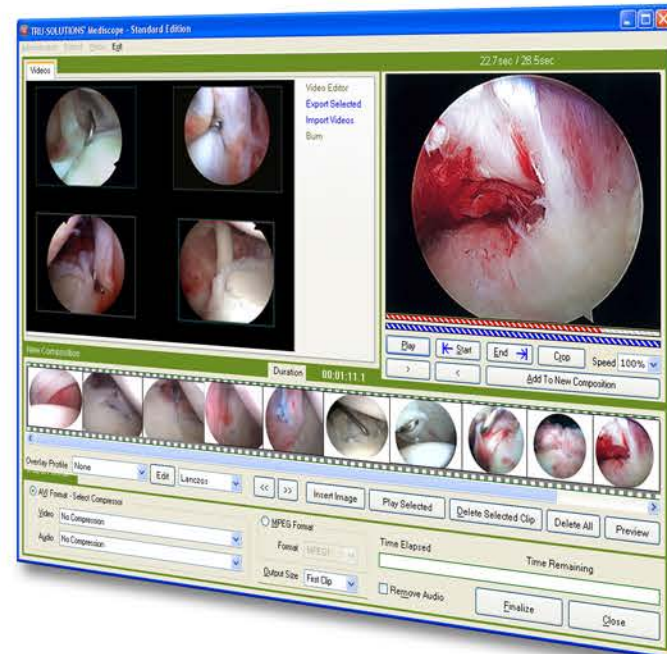 TRU-SOLUTIONS' Mediscope - Standard Edition
Exit
Videos
Video Editor
Export Selected
Import Videos
Burn
22.7sec / 28.5sec
Play
Start
End
Crop
Speed 100%
>
<
Add To New Composition
New Composition
Duration
00:01:11.1
Overlay Profile
None
Edit
Lanczos
<<
>>
Insert Image
Play Selected
Delete Selected Clip
Delete All
Preview
AVI Format - Select Compressor
Video
No Compression
Audio
No Compression
MPEG Format
Format
MPEG1
Output Size
First Clip
Time Elapsed
Time Remaining
Remove Audio
Finalize
Close